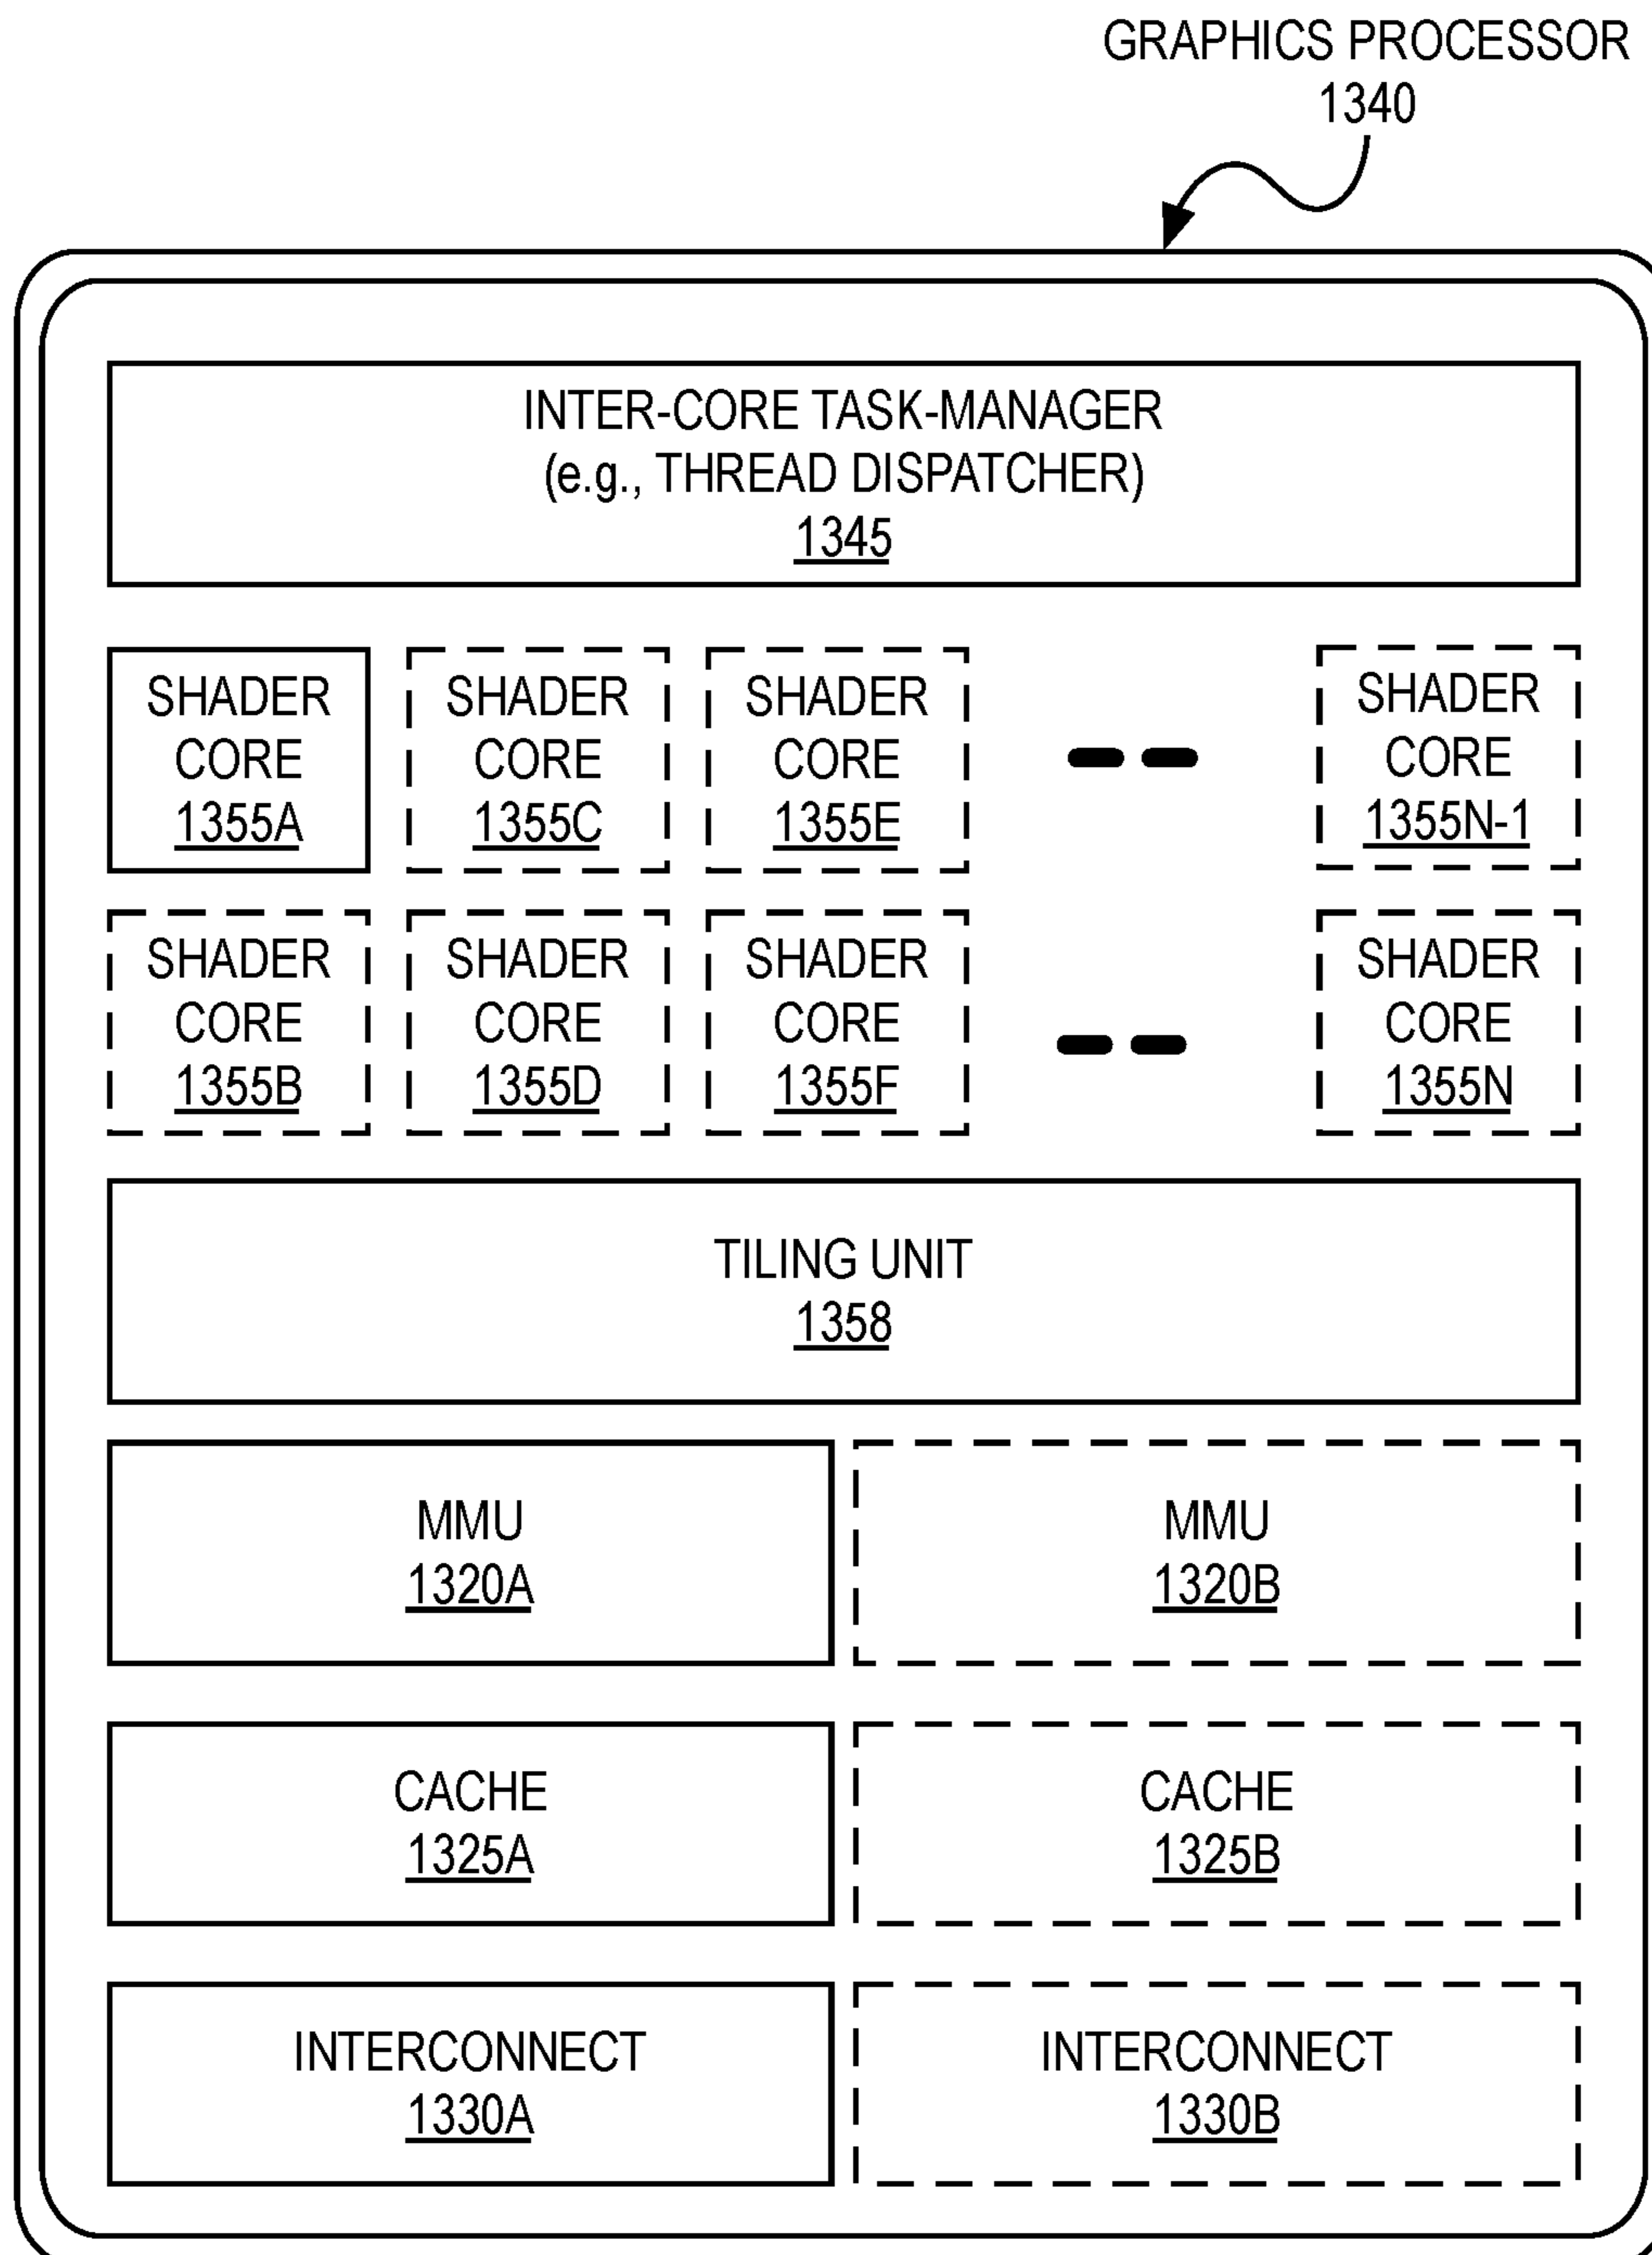 GRAPHICS PROCESSOR
1340
INTER-CORE TASK-MANAGER
(e.g., THREAD DISPATCHER)
1345
SHADER
CORE
1355A
SHADER
CORE
1355C
SHADER
CORE
1355E
SHADER
CORE
1355N-1
SHADER
CORE
1355B
SHADER
CORE
1355D
SHADER
CORE
1355F
SHADER
CORE
1355N
TILING UNIT
1358
MMU
1320A
MMU
1320B
CACHE
1325A
CACHE
1325B
INTERCONNECT
1330A
INTERCONNECT
1330B